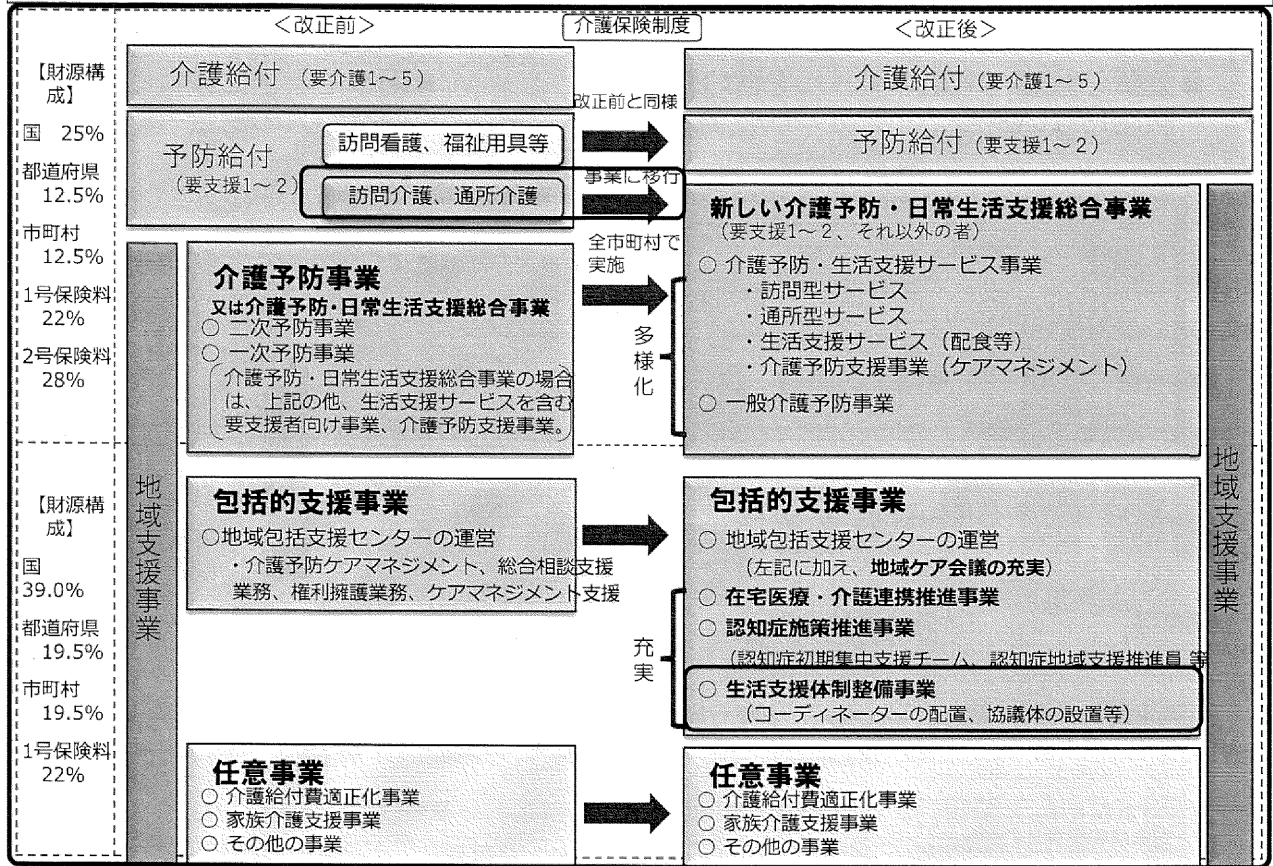 ＜改正前＞
介護保険制度
＜改正後＞
【財源構成】
国 25%
都道府県
12.5%
市町村
12.5%
1号保険料
22%
2号保険料
28%
介護給付（要介護1～5）
予防給付
（要支援1～2）
訪問看護、福祉用具等
訪問介護、通所介護
改正前と同様
事業に移行
全市町村で
実施
多様化
介護給付（要介護1～5）
予防給付（要支援1～2）
介護予防事業
又は介護予防・日常生活支援総合事業
○ 二次予防事業
○ 一次予防事業
介護予防・日常生活支援総合事業の場合
は、上記の他、生活支援サービスを含む
要支援者向け事業、介護予防支援事業。
新しい介護予防・日常生活支援総合事業
（要支援1～2、それ以外の者）
○ 介護予防・生活支援サービス事業
・訪問型サービス
・通所型サービス
・生活支援サービス（配食等）
・介護予防支援事業（ケアマネジメント）
○ 一般介護予防事業
【財源構成】
国
39.0%
都道府県
19.5%
市町村
19.5%
1号保険料
22%
地域支援事業
包括的支援事業
○地域包括支援センターの運営
・介護予防ケアマネジメント、総合相談支援
業務、権利擁護業務、ケアマネジメント支援
充実
包括的支援事業
○ 地域包括支援センターの運営
（左記に加え、地域ケア会議の充実）
○ 在宅医療・介護連携推進事業
○ 認知症施策推進事業
（認知症初期集中支援チーム、認知症地域支援推進員 等
○ 生活支援体制整備事業
（コーディネーターの配置、協議体の設置等）
地域支援事業
任意事業
○ 介護給付費適正化事業
○ 家族介護支援事業
○ その他の事業
任意事業
○ 介護給付費適正化事業
○ 家族介護支援事業
○ その他の事業